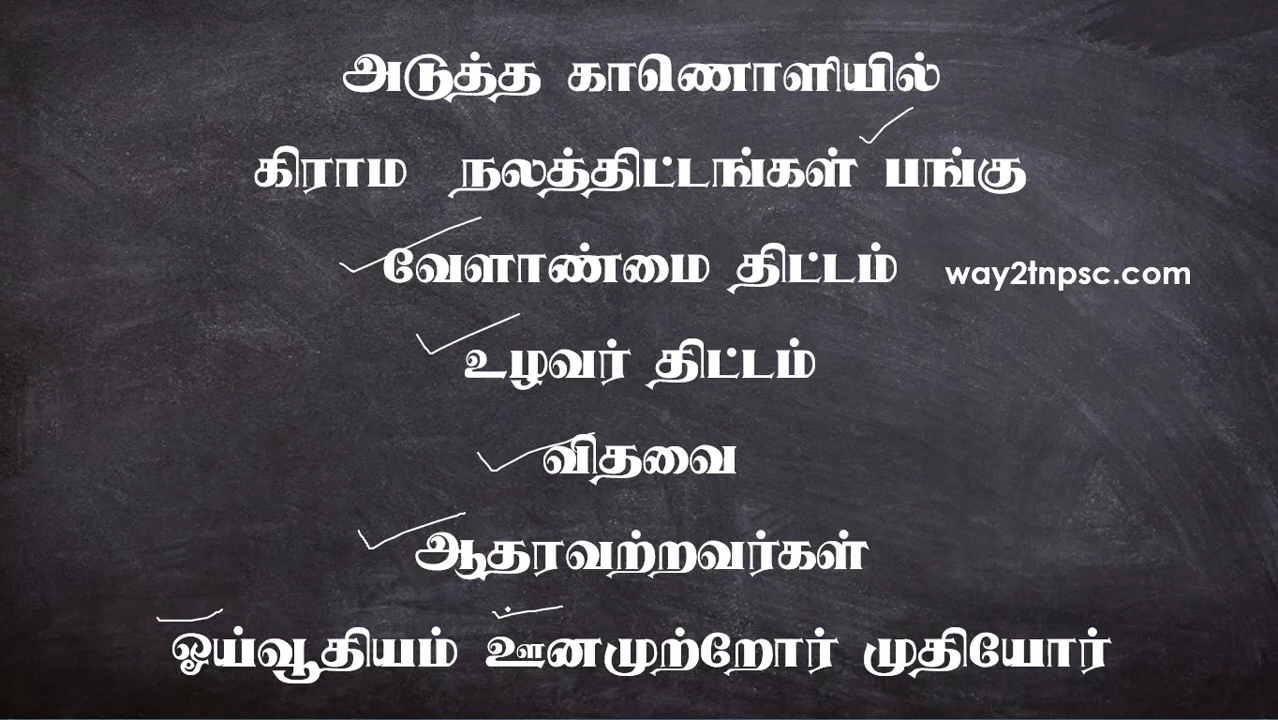 அடுத்த காணொளியில்
கிராம நலத்திட்டங்கள் பங்கு
வேளாண்மை திட்டம் way2tnpsc.com
உழவர் திட்டம்
விதவை
ஆதரவற்றவர்கள்
ஓய்வூதியம் ஊனமுற்றோர் முதியோர்